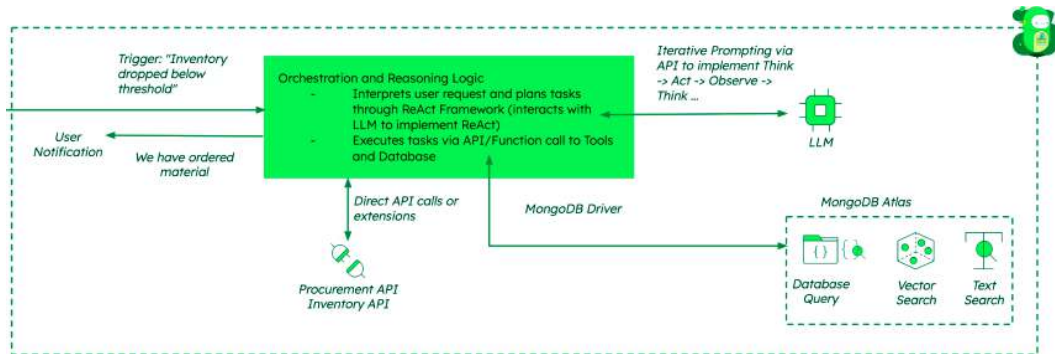 Trigger: "Inventory
dropped below
threshold"
User
Notification
We have ordered
material
Orchestration and Reasoning Logic
- Interprets user request and plans tasks
through ReAct Framework (interacts with
LLM to implement ReAct)
- Executes tasks via API/Function call to Tools
and Database
Iterative Prompting via
API to implement Think
-> Act -> Observe ->
Think ...
LLM
Direct API calls or
extensions
Procurement API
Inventory API
MongoDB Driver
MongoDB Atlas
{ }
{ }
Database
Query
Vector
Search
Text
Search